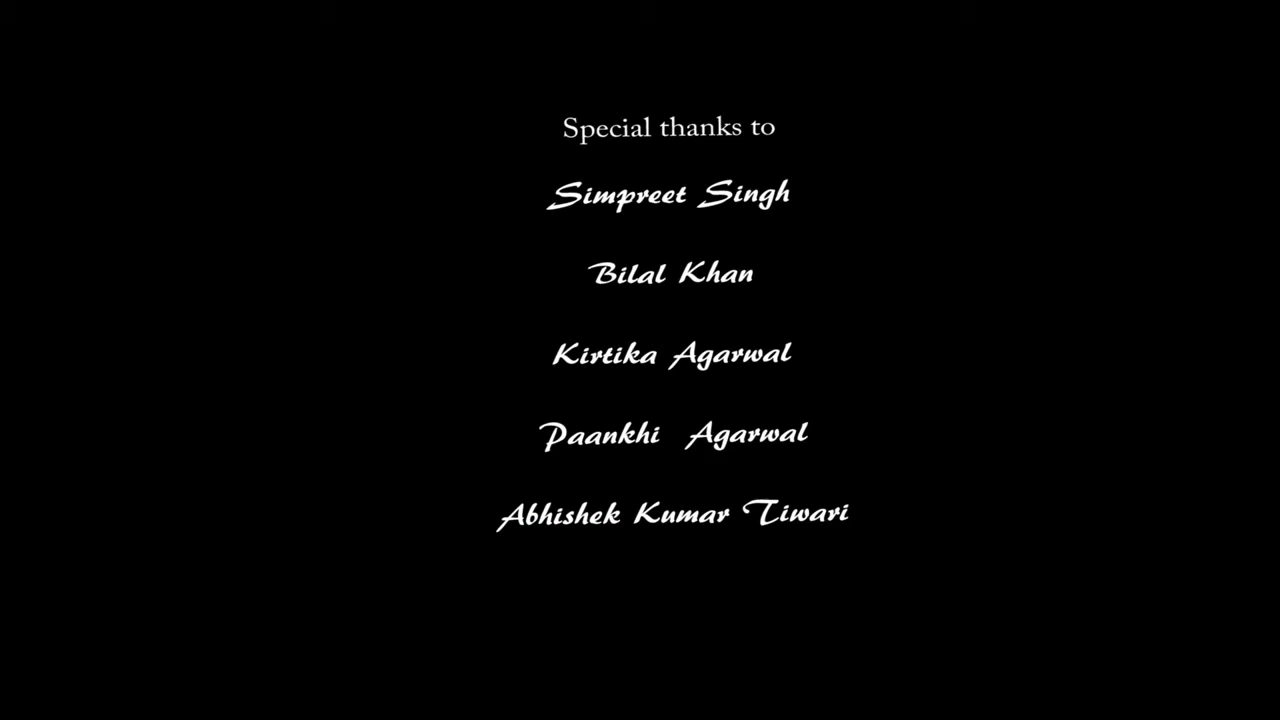 Special thanks to
Simpreet Singh
Bilal Khan
Kirtika Agarwal
Paankhi Agarwal
Abhishek Kumar Tiwari